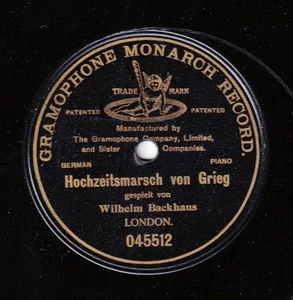 GRAMOPHONE MONARCH RECORD.
TRADE MARK
PATENTED PATENTED
Manufactured by
The Gramophone Company, Limited,
and Sister Companies.
GERMAN PIANO
Hochzeitsmarsch von Grieg
gespielt von
Wilhelm Backhaus
LONDON.
045512